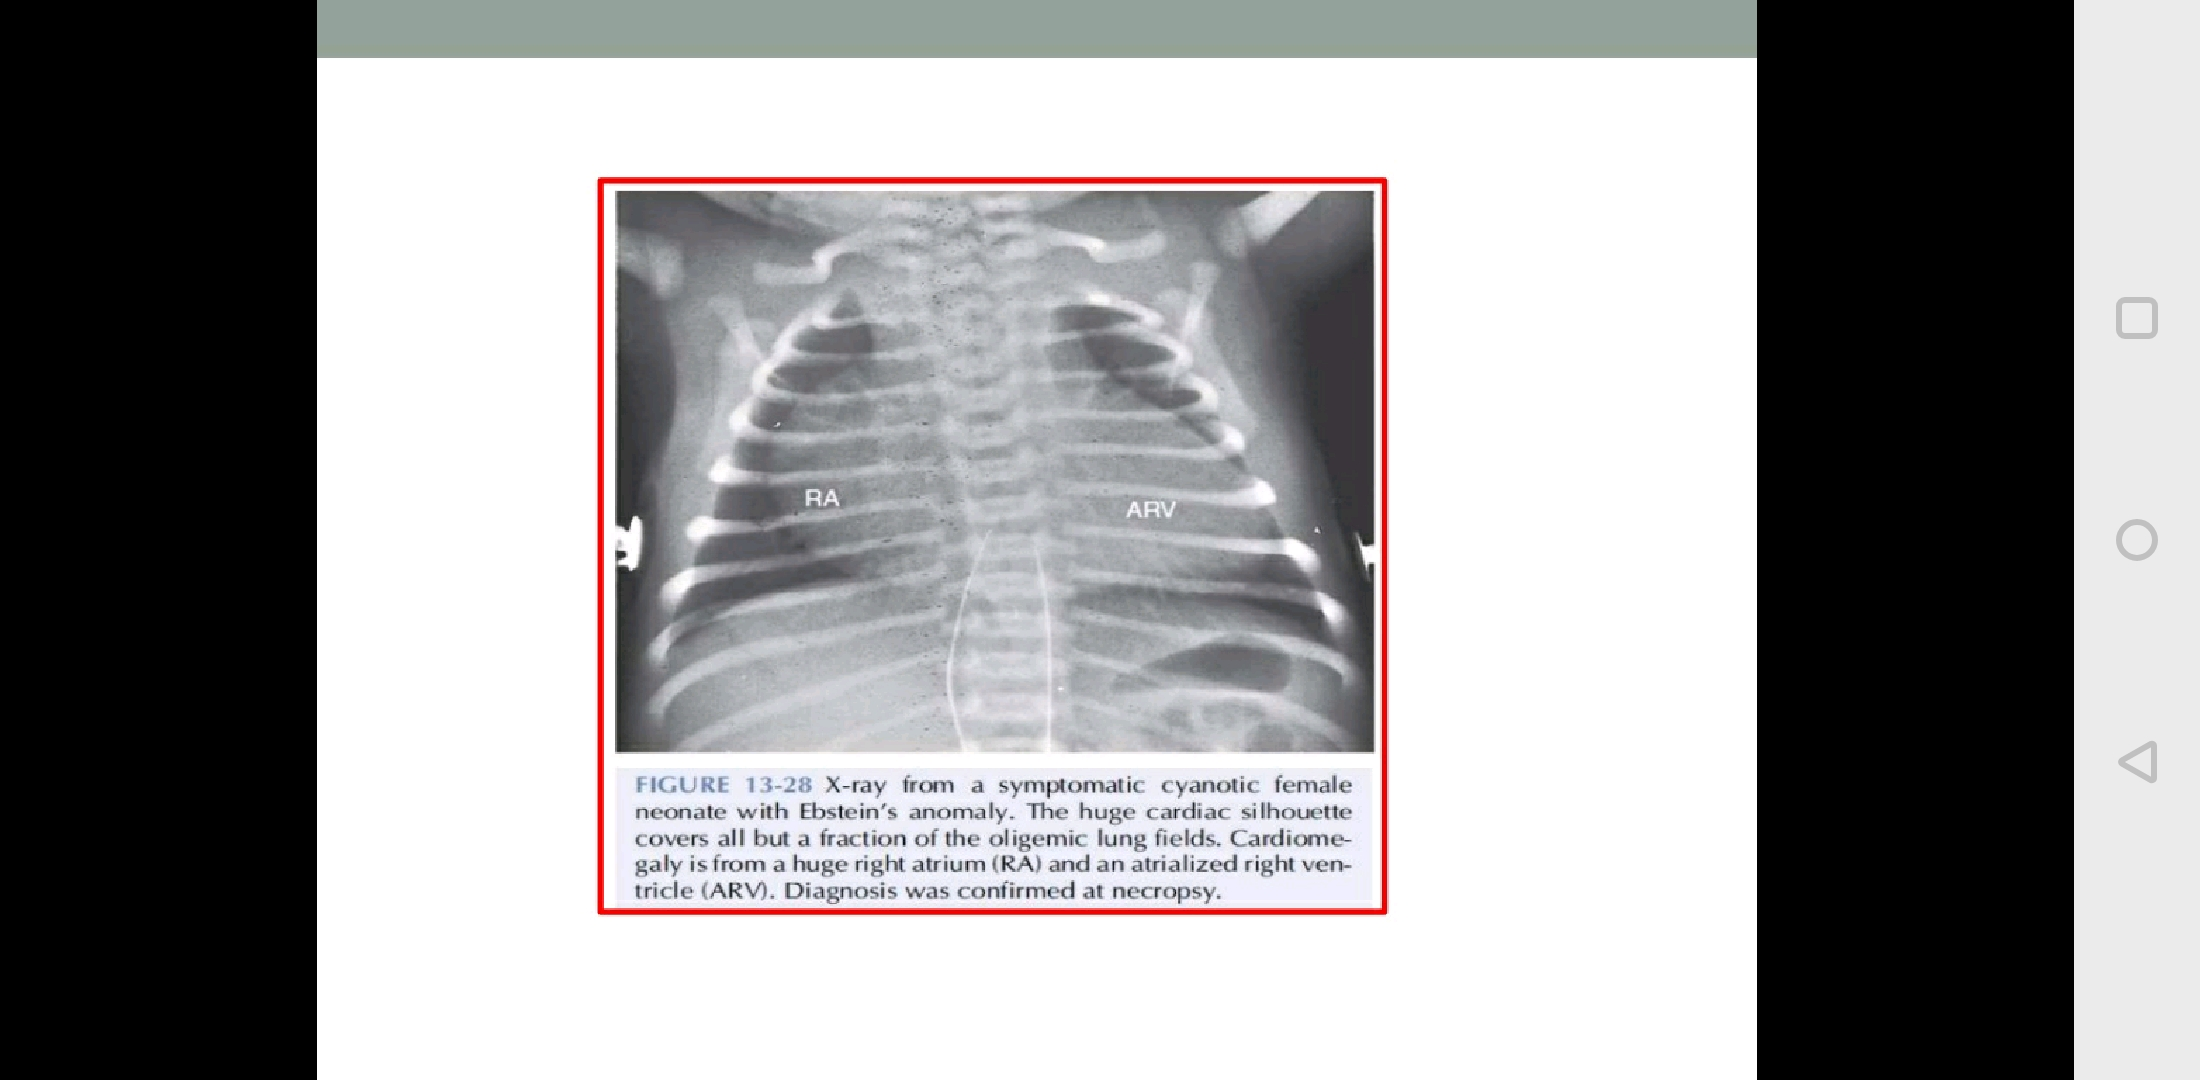 RA
ARV
FIGURE 13-28 X-ray from a symptomatic cyanotic female
neonate with Ebstein's anomaly. The huge cardiac silhouette
covers all but a fraction of the oligemic lung fields. Cardiome-
galy is from a huge right atrium (RA) and an atrialized right ven-
tricle (ARV). Diagnosis was confirmed at necropsy.